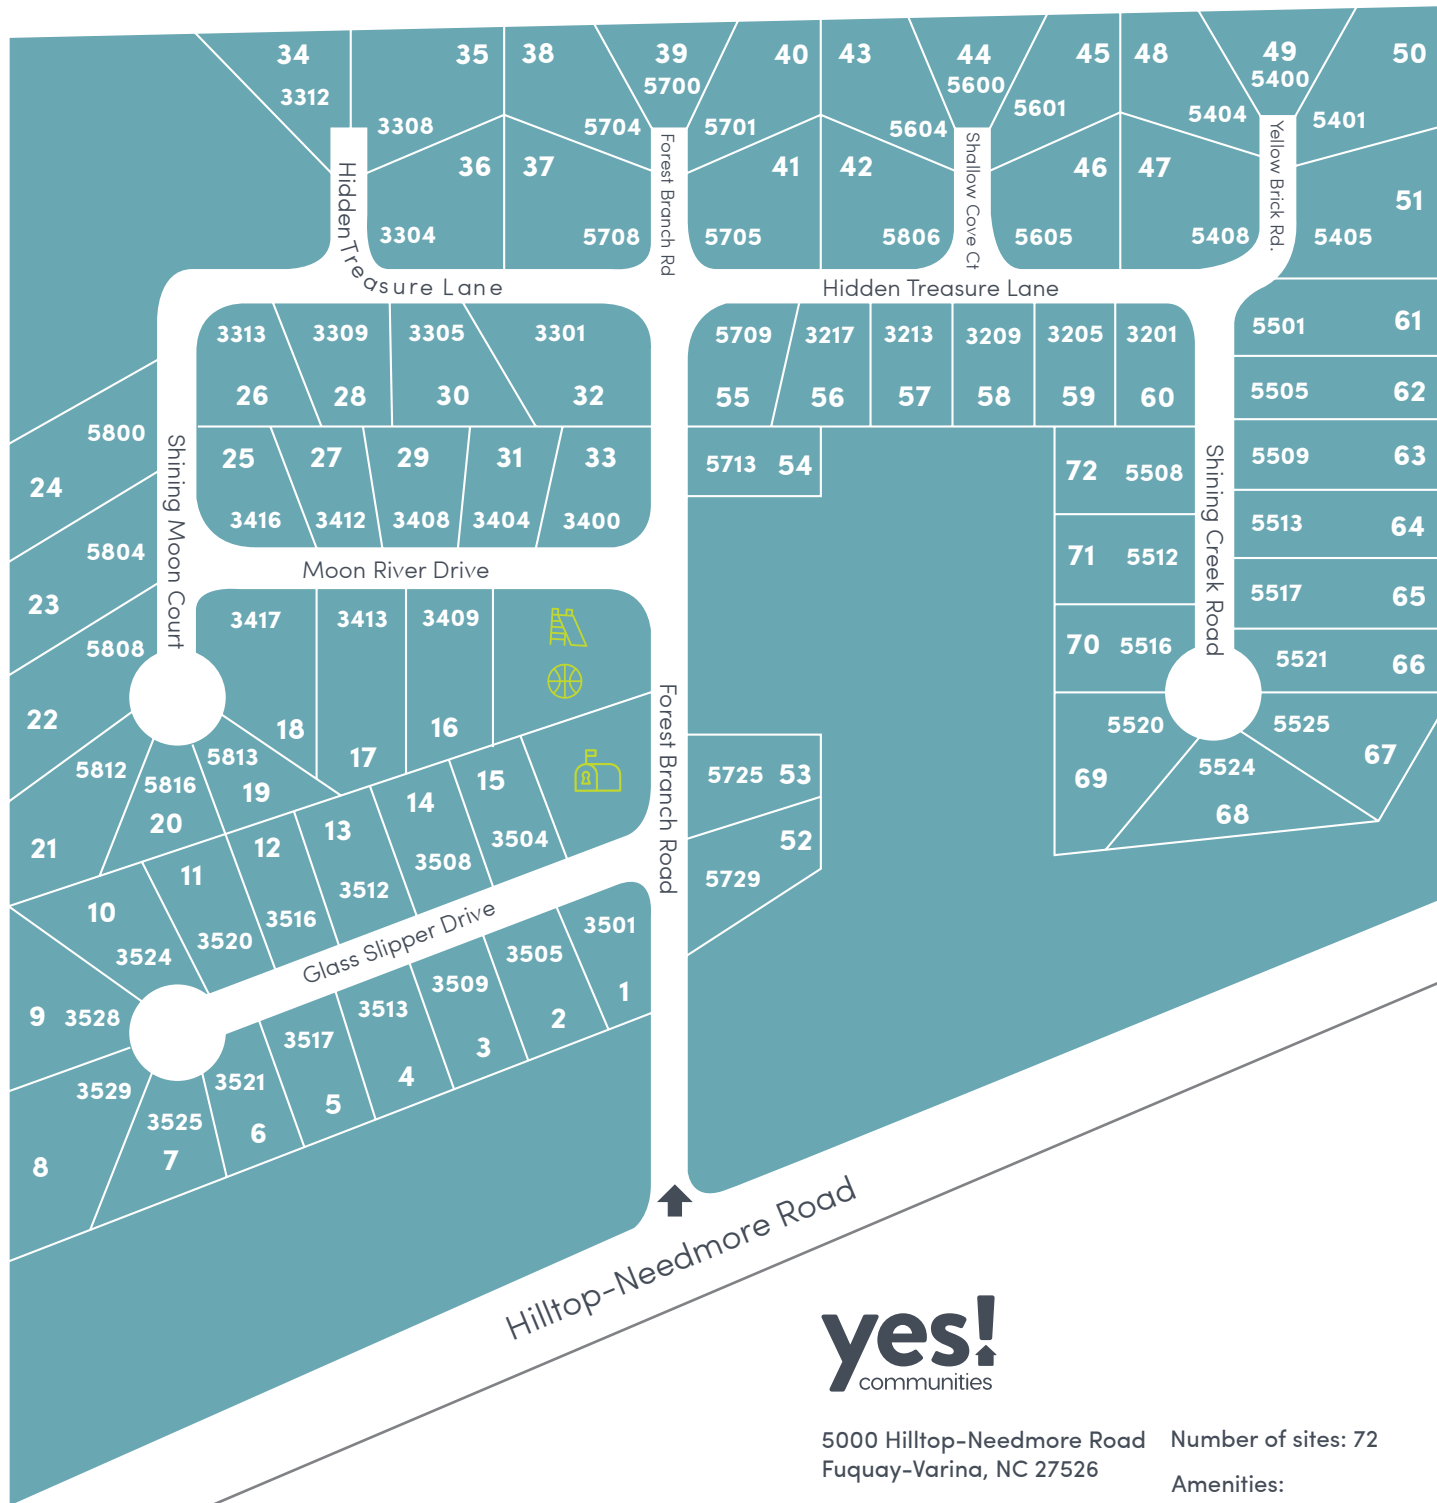 34 35 38 39 40 43 44 45 48 49 50
3312 5700 5600 5601 5400
3308 5704 5701 5604 5404 5401
36 37 41 42 46 47 51
3304 5708 5705 5806 5605 5408 5405
Hidden Treasure Lane
Forest Branch Rd
Shallow Cove Ct
Yellow Brick Rd.
Hidden Treasure Lane
3313 3309 3305 3301
26 28 30 32
5709 3217 3213 3209 3205 3201
55 56 57 58 59 60
5501 61
5505 62
5509 63
5513 64
5517 65
5521 66
25 27 29 31 33
3416 3412 3408 3404 3400
5713 54
72 5508
71 5512
70 5516
Shining Creek Road
5520 5525
69 5524 67
68
5800
24
5804
23
5808
22
Shining Moon Court
Moon River Drive
3417 3413 3409
18 17 16
5812 5816 5813
21 20 19
Forest Branch Road
5725 53
52
5729
10 11 12 13 14 15
3524 3520 3516 3512 3508 3504
Glass Slipper Drive
9 3528
3529 3525 3521 3517 3513 3509 3505 3501
8 7 6 5 4 3 2 1
Hilltop-Needmore Road
yes!
communities
5000 Hilltop-Needmore Road
Fuquay-Varina, NC 27526
Number of sites: 72
Amenities: